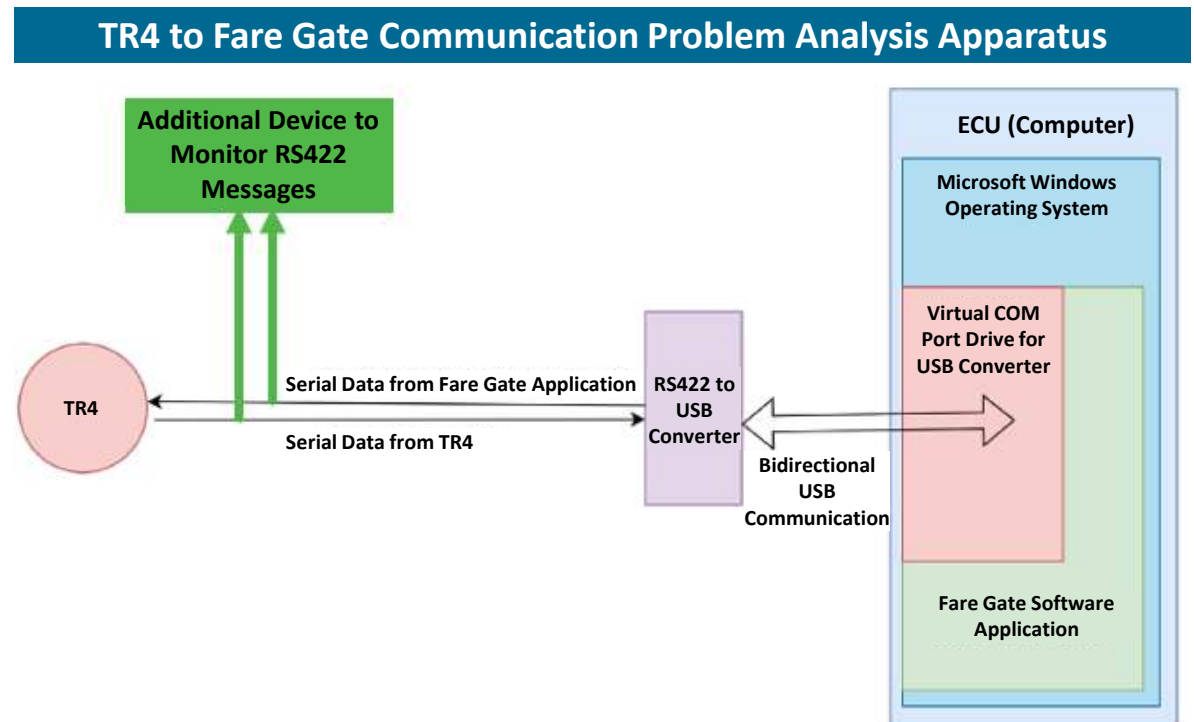 TR4 to Fare Gate Communication Problem Analysis Apparatus
Additional Device to
Monitor RS422
Messages
ECU (Computer)
Microsoft Windows
Operating System
Virtual COM
Port Drive for
USB Converter
Serial Data from Fare Gate Application
RS422 to
USB
Converter
TR4
Serial Data from TR4
Bidirectional
USB
Communication
Fare Gate Software
Application